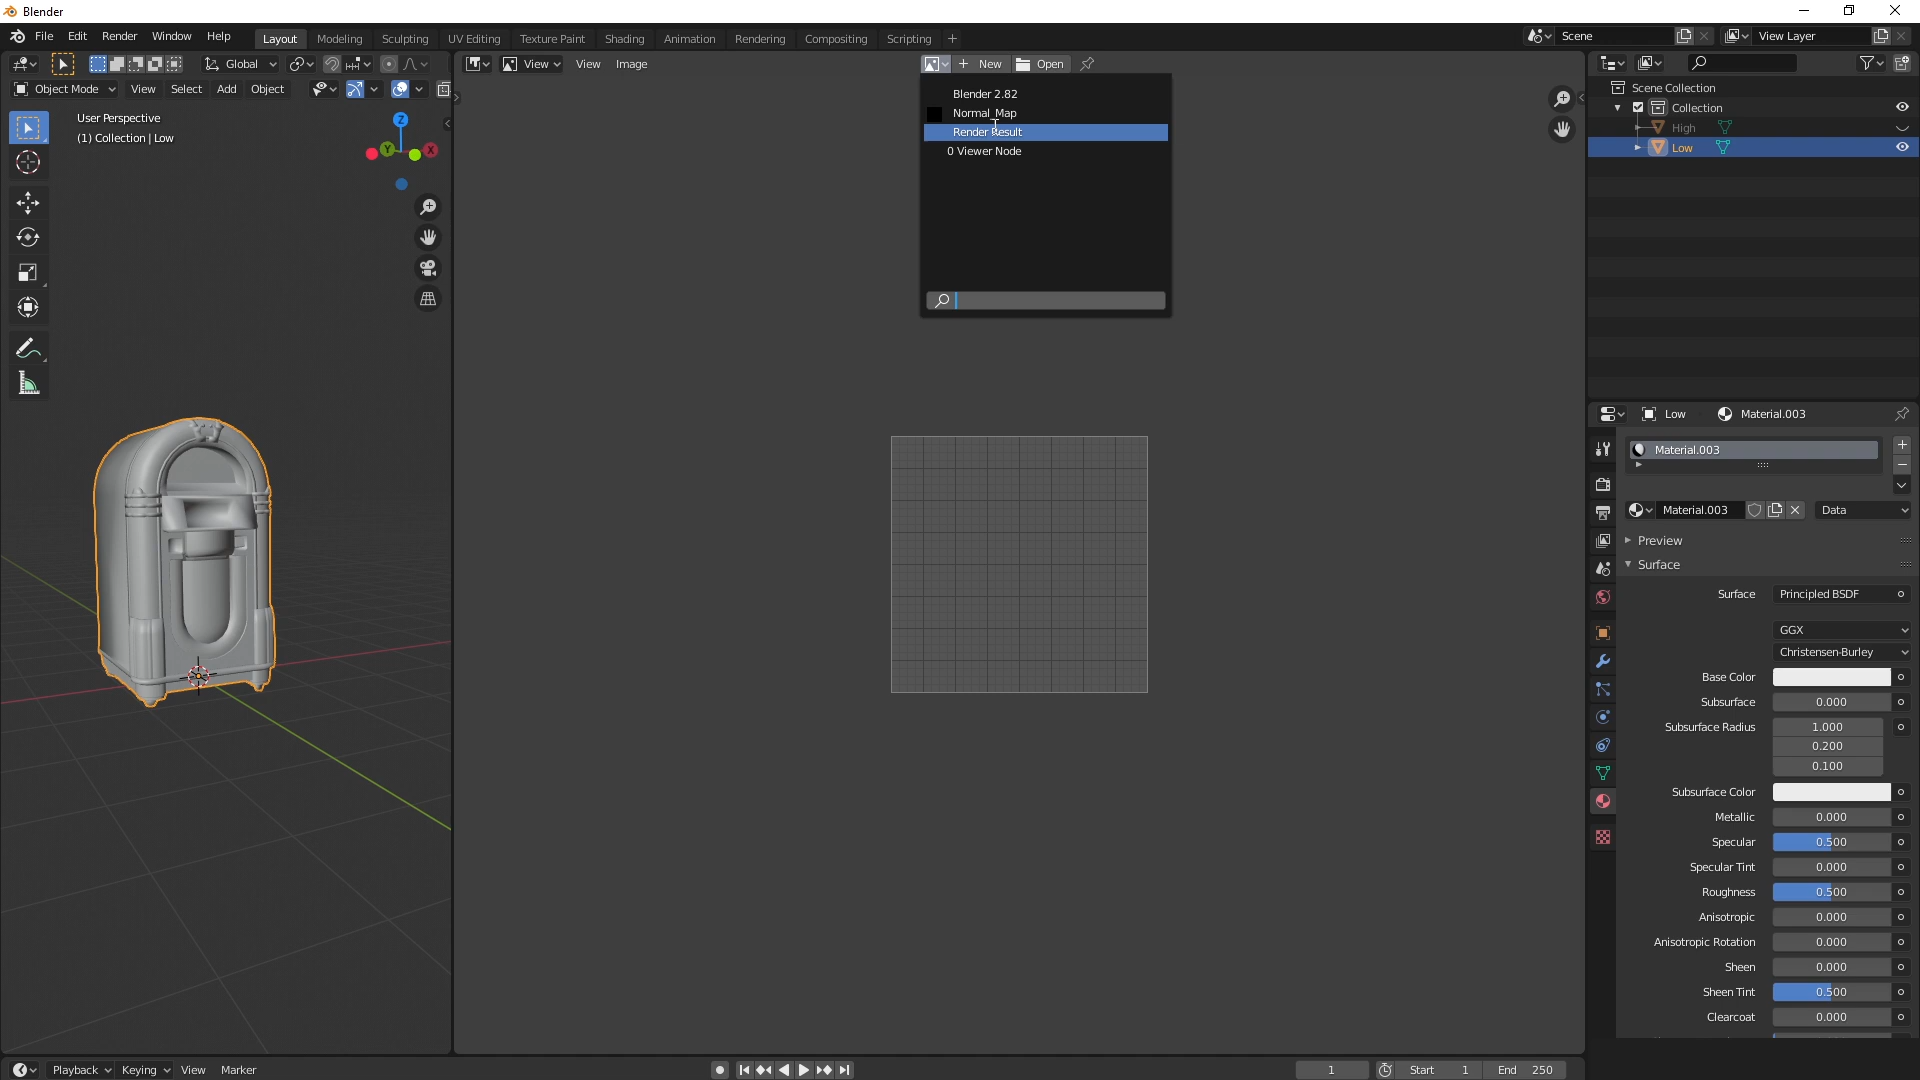 Blender
File Edit Render Window Help Layout Modeling Sculpting UV Editing Texture Paint Shading Animation Rendering Compositing Scripting + Scene View Layer
Global View View Image New Open
Object Mode View Select Add Object
User Perspective
(1) Collection | Low
Z
Y
X
Blender 2.82
Normal_Map
Render Result
0 Viewer Node
Scene Collection
Collection
High
Low
Low Material.003
Material.003
Material.003 Data
Preview
Surface
Surface Principled BSDF
GGX
Christensen-Burley
Base Color
Subsurface 0.000
Subsurface Radius 1.000
0.200
0.100
Subsurface Color
Metallic 0.000
Specular 0.500
Specular Tint 0.000
Roughness 0.500
Anisotropic 0.000
Anisotropic Rotation 0.000
Sheen 0.000
Sheen Tint 0.500
Clearcoat 0.000
Playback Keying View Marker 1 Start 1 End 250